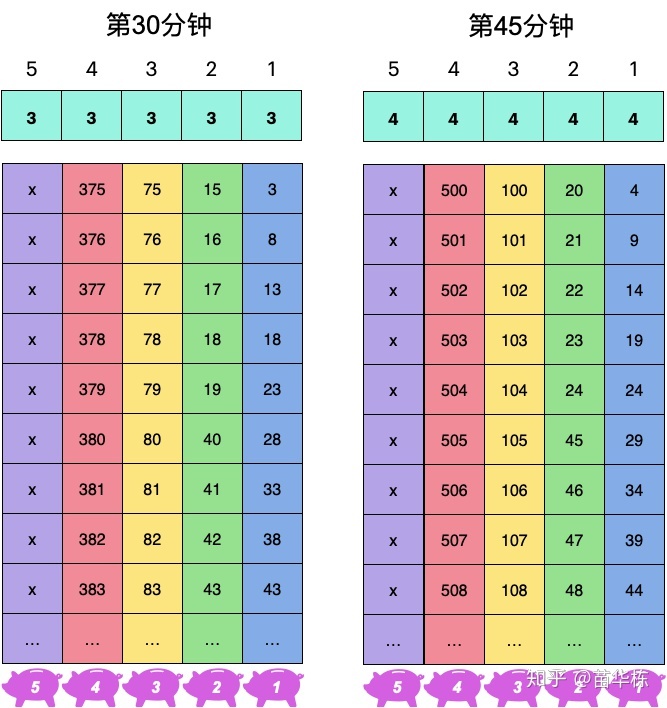 第30分钟 第45分钟
5 4 3 2 1 5 4 3 2 1
3 3 3 3 3 4 4 4 4 4
x 375 75 15 3 x 500 100 20 4
x 376 76 16 8 x 501 101 21 9
x 377 77 17 13 x 502 102 22 14
x 378 78 18 18 x 503 103 23 19
x 379 79 19 23 x 504 104 24 24
x 380 80 40 28 x 505 105 45 29
x 381 81 41 33 x 506 106 46 34
x 382 82 42 38 x 507 107 47 39
x 383 83 43 43 x 508 108 48 44
... ... ... ... ... ... ... ... ... ...
5 4 3 2 1 5 4 3 2 1
知乎 @苗华栋